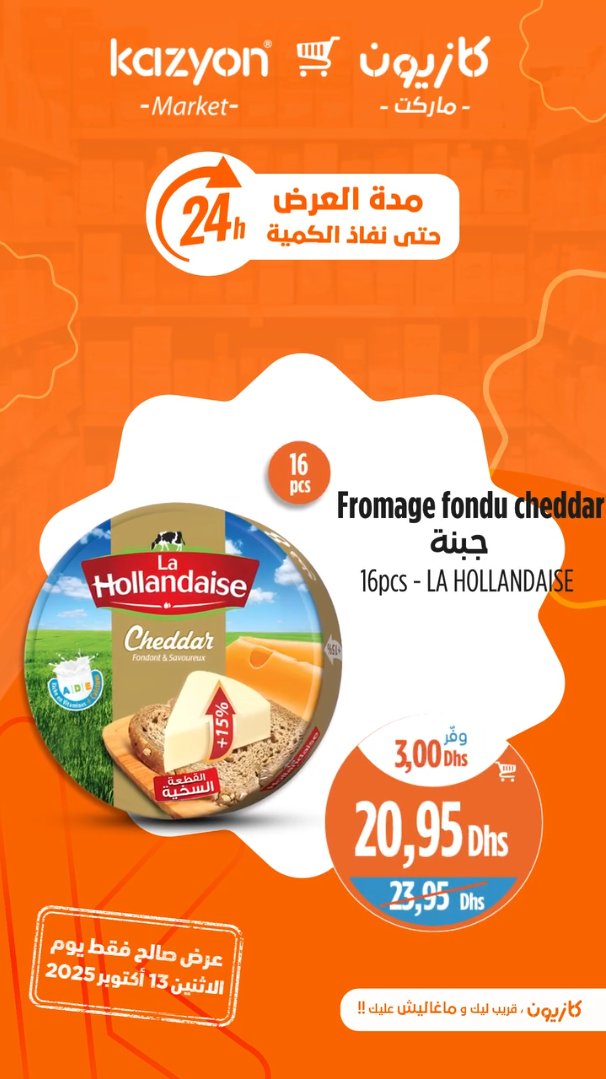 kazyon® كازيون
-Market- - ماركت -
24h
مدة العرض
حتى نفاذ الكمية
16
pcs
Fromage fondu cheddar
جبنة
16pcs - LA HOLLANDAISE
La
Hollandaise
Cheddar
Fondant & Savoureux
A D E
+15%
+15%
القطعة
السخية
وفّر
3,00 Dhs
20,95 Dhs
23,95 Dhs
عرض صالح فقط يوم
الاثنين 13 أكتوبر 2025
كازيون ، قريب ليك و ماغاليش عليك !!